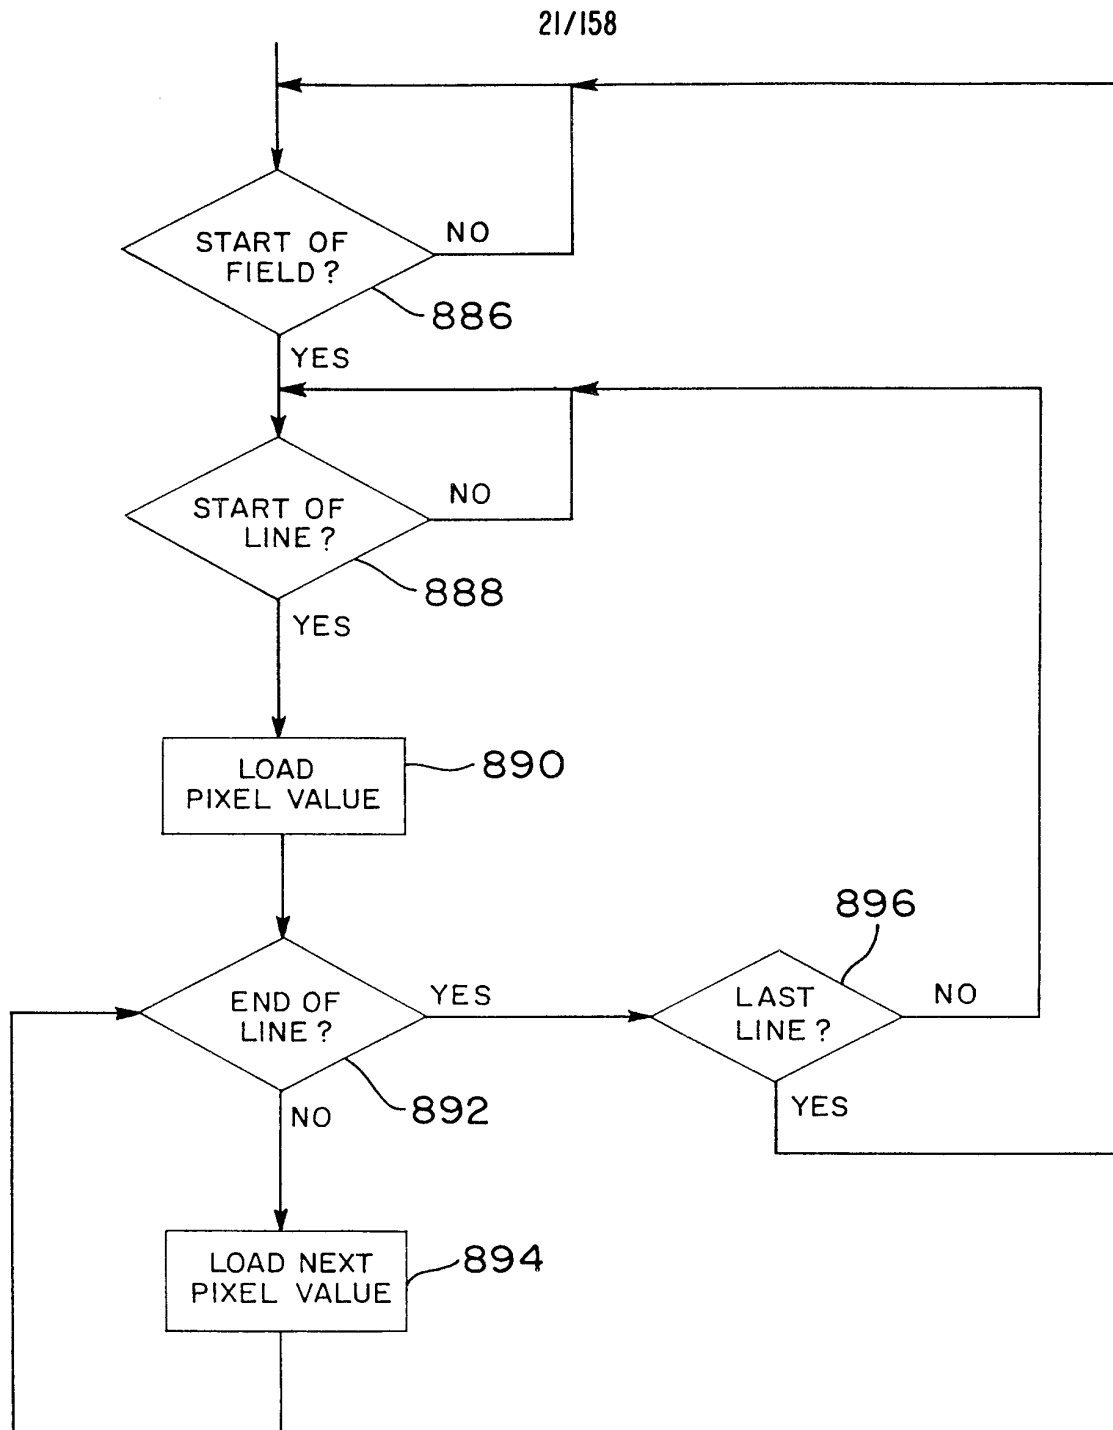 21/158
START OF
FIELD?
NO
886
YES
START OF
LINE?
NO
888
YES
LOAD
PIXEL VALUE
890
END OF
LINE?
YES
892
NO
LAST
LINE?
896
NO
YES
LOAD NEXT
PIXEL VALUE
894